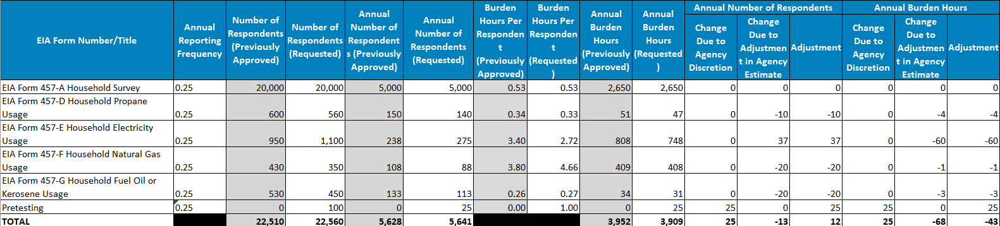 EIA Form Number/Title
Annual
Reporting
Frequency
Number of
Respondents
(Previously
Approved)
Number of
Respondents
(Requested)
Annual
Number of
Respondent
s (Previously
Approved)
Annual
Number of
Respondents
(Requested)
Burden
Hours Per
Responden
t
(Previously
Approved)
Burden
Hours Per
Responden
t
(Requested
)
Annual
Burden
Hours
(Previously
Approved)
Annual
Burden
Hours
(Requested
)
Annual Number of Respondents
Change
Due to
Agency
Discretion
Change
Due to
Adjustmen
t in Agency
Estimate
Adjustment
Annual Burden Hours
Change
Due to
Agency
Discretion
Change
Due to
Adjustmen
t in Agency
Estimate
Adjustment
EIA Form 457-A Household Survey 0.25 20,000 20,000 5,000 5,000 0.53 0.53 2,650 2,650 0 0 0 0 0 0
EIA Form 457-D Household Propane
Usage 0.25 600 560 150 140 0.34 0.33 51 47 0 -10 -10 0 -4 -4
EIA Form 457-E Household Electricity
Usage 0.25 950 1,100 238 275 3.40 2.72 808 748 0 37 37 0 -60 -60
EIA Form 457-F Household Natural Gas
Usage 0.25 430 350 108 88 3.80 4.66 409 408 0 -20 -20 0 -1 -1
EIA Form 457-G Household Fuel Oil or
Kerosene Usage 0.25 530 450 133 113 0.26 0.27 34 31 0 -20 -20 0 -3 -3
Pretesting 0.25 0 100 0 25 0.00 1.00 0 25 25 0 25 25 0 25
TOTAL 22,510 22,560 5,628 5,641 3,952 3,909 25 -13 12 25 -68 -43